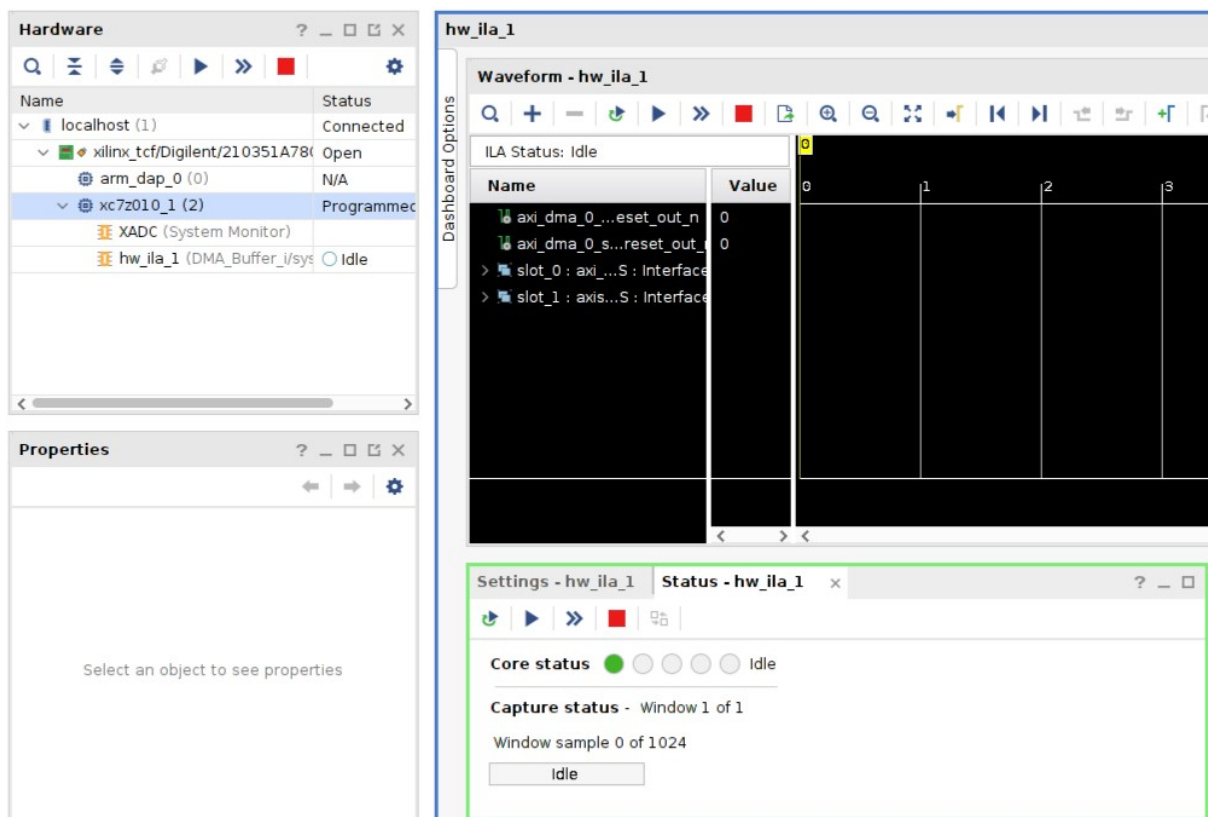 Hardware
Name Status
localhost (1) Connected
xilinx_tcf/Digilent/210351A780 Open
arm_dap_0 (0) N/A
xc7z010_1 (2) Programmed
XADC (System Monitor)
hw_ila_1 (DMA_Buffer_i/sys Idle
Properties
Select an object to see properties
hw_ila_1
Dashboard Options
Waveform - hw_ila_1
ILA Status: Idle
Name Value
axi_dma_0_...eset_out_n 0
axi_dma_0_s...reset_out_ 0
slot_0 : axi_...S : Interface
slot_1 : axis...S : Interface
0
0 1 2 3
Settings - hw_ila_1 Status - hw_ila_1
Core status Idle
Capture status - Window 1 of 1
Window sample 0 of 1024
Idle